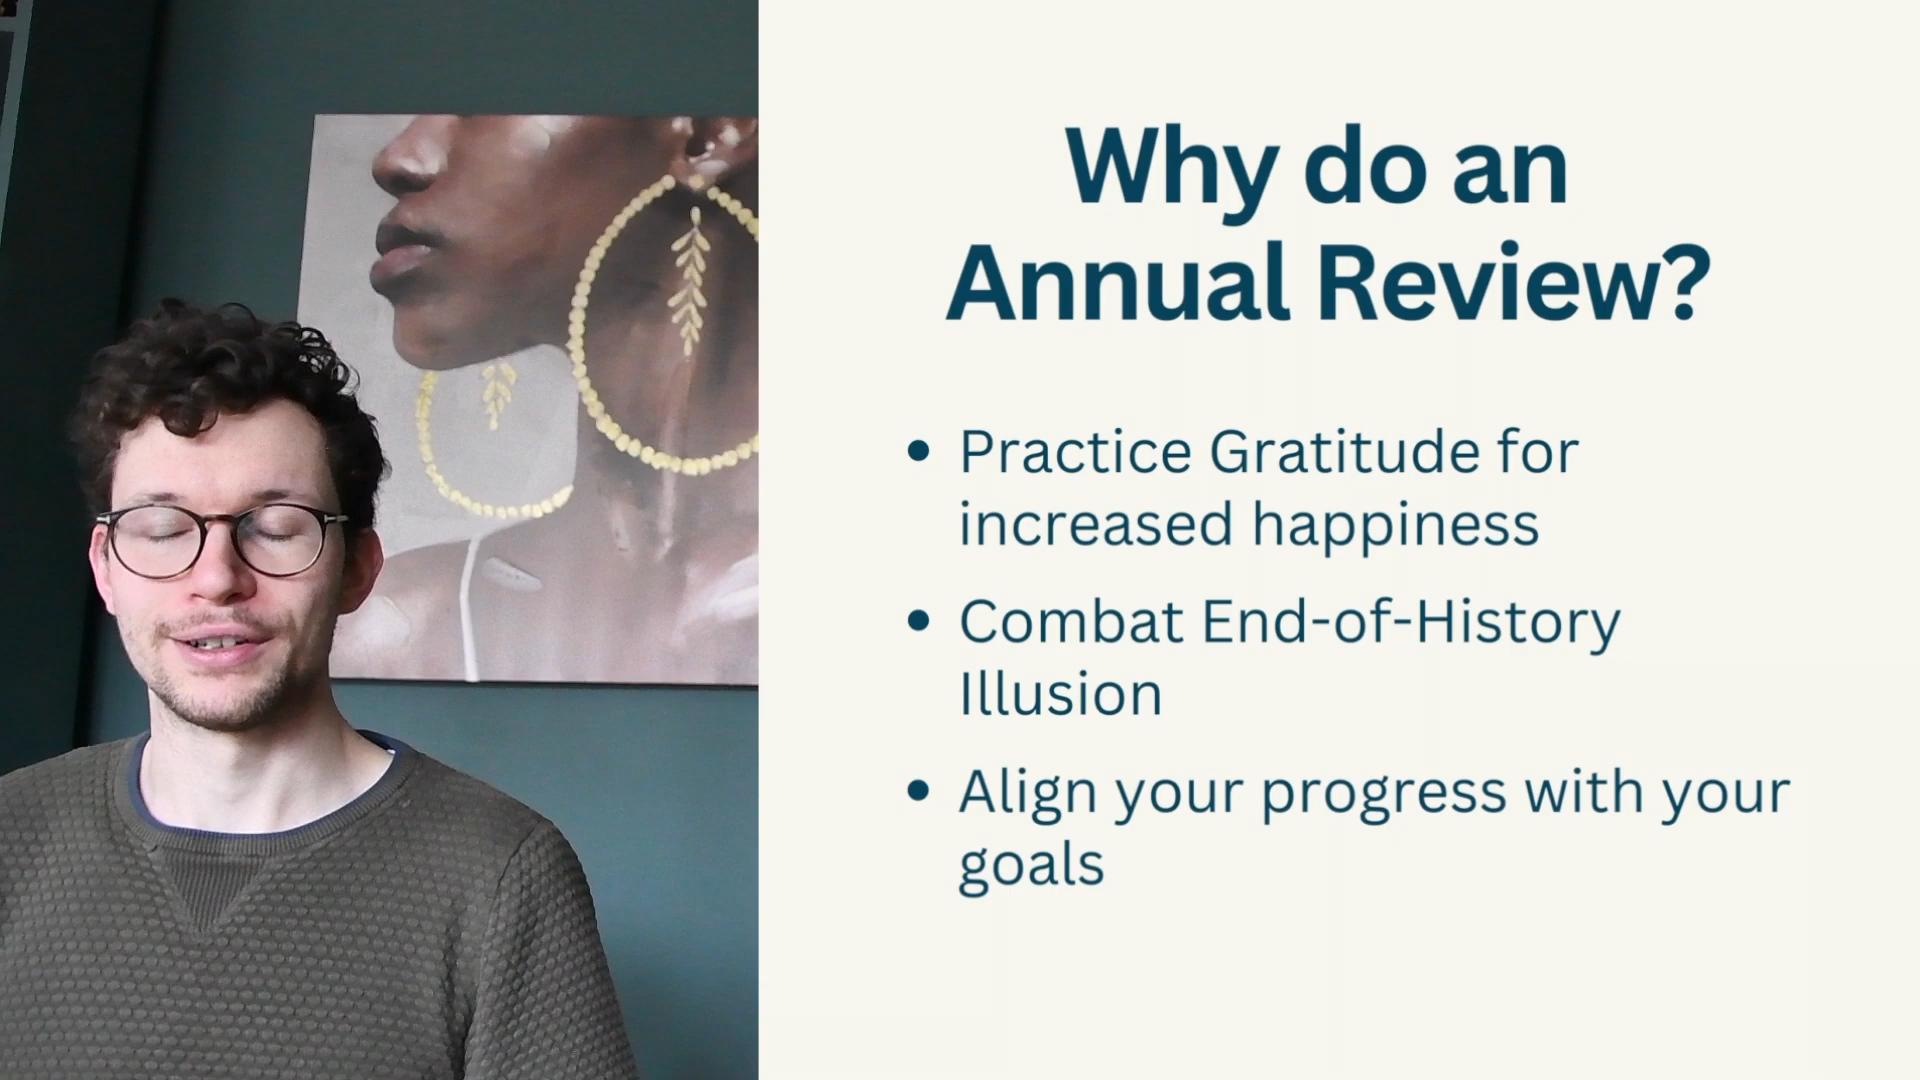 Why do an
Annual Review?
• Practice Gratitude for
increased happiness
• Combat End-of-History
Illusion
• Align your progress with your
goals